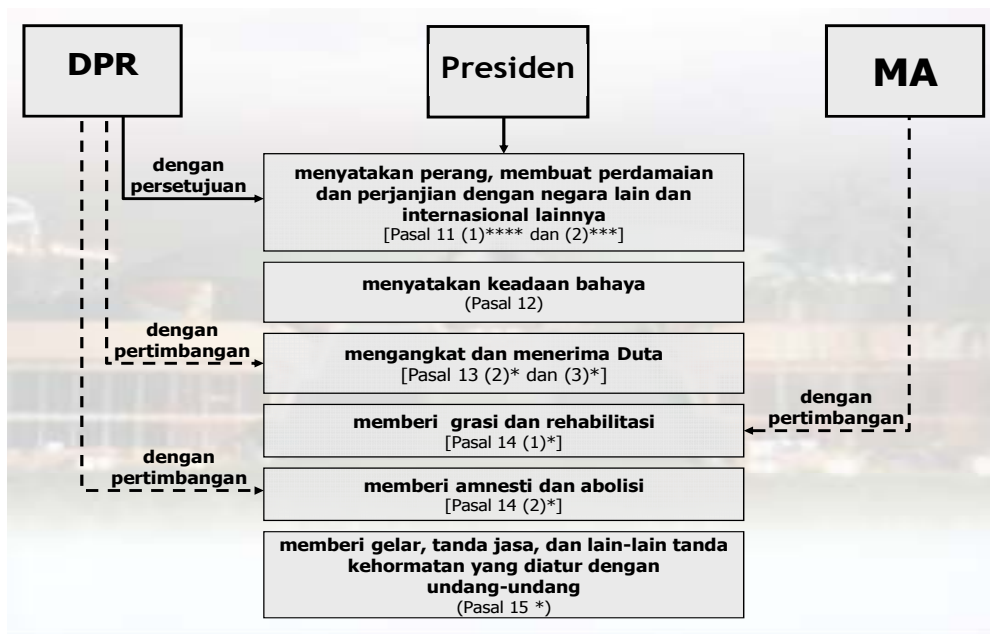 DPR
Presiden
MA
dengan
persetujuan
menyatakan perang, membuat perdamaian
dan perjanjian dengan negara lain dan
internasional lainnya
[Pasal 11 (1)**** dan (2)***]
menyatakan keadaan bahaya
(Pasal 12)
dengan
pertimbangan
mengangkat dan menerima Duta
[Pasal 13 (2)* dan (3)*]
dengan
pertimbangan
memberi grasi dan rehabilitasi
[Pasal 14 (1)*]
dengan
pertimbangan
memberi amnesti dan abolisi
[Pasal 14 (2)*]
memberi gelar, tanda jasa, dan lain-lain tanda
kehormatan yang diatur dengan
undang-undang
(Pasal 15 *)